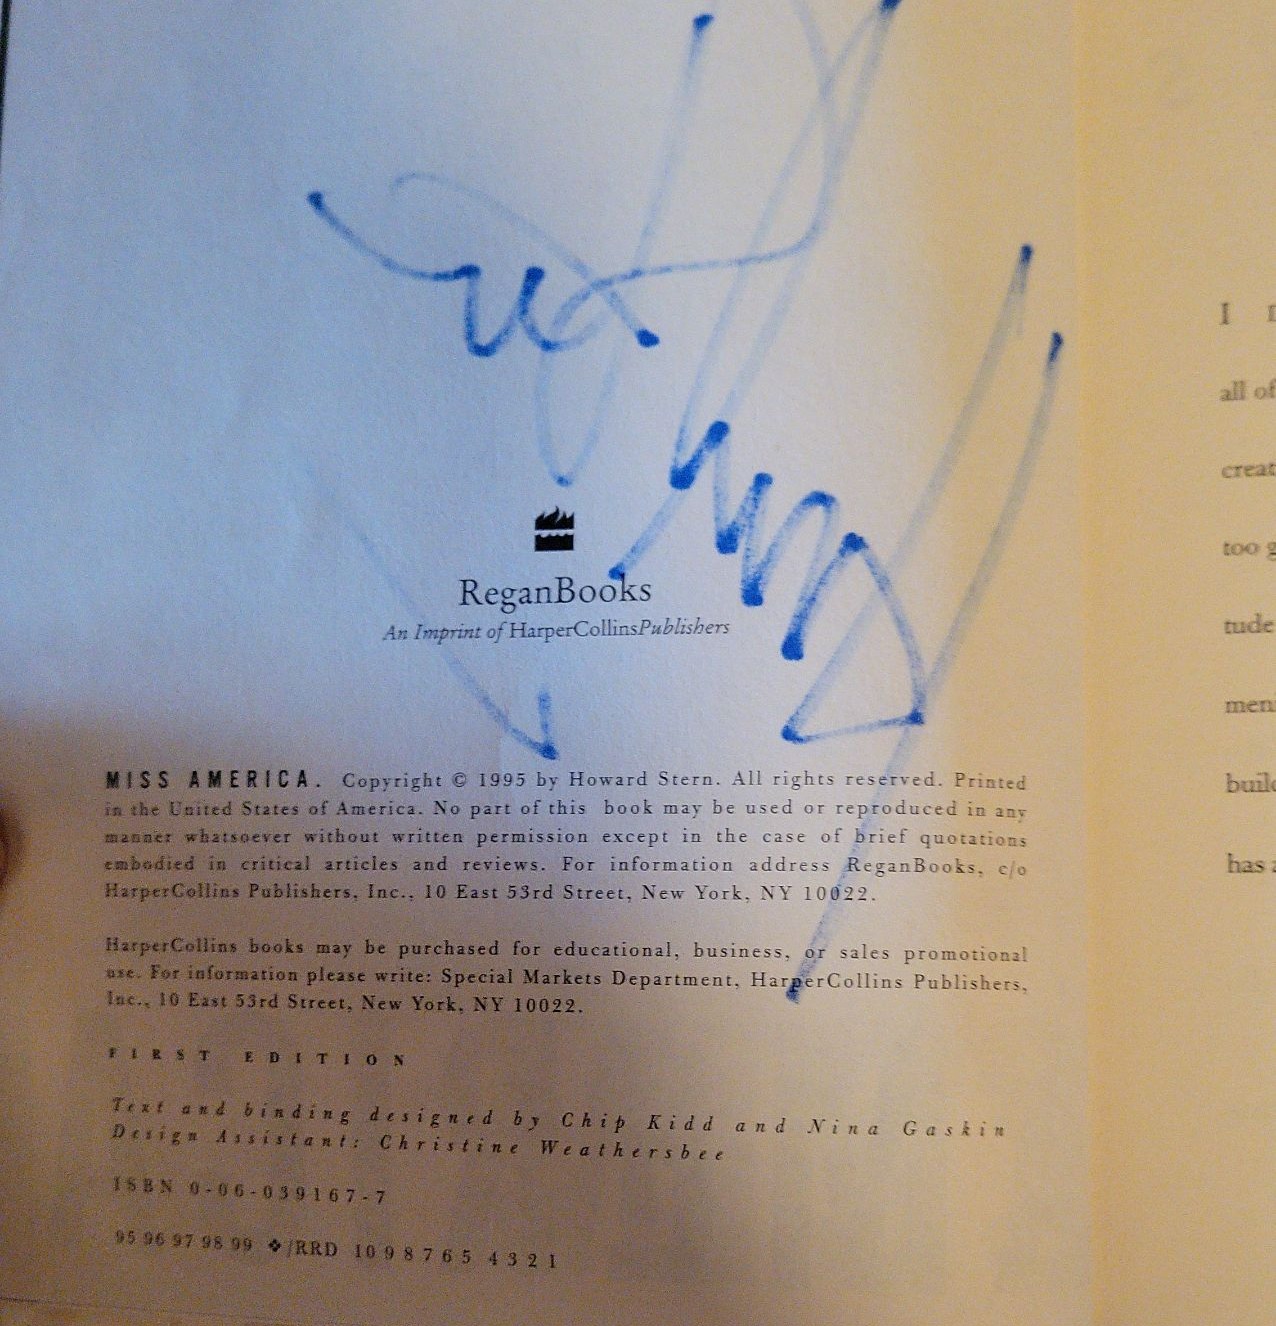 ReganBooks
An Imprint of HarperCollinsPublishers
MISS AMERICA. Copyright © 1995 by Howard Stern. All rights reserved. Printed
in the United States of America. No part of this book may be used or reproduced in any
manner whatsoever without written permission except in the case of brief quotations
embodied in critical articles and reviews. For information address ReganBooks, c/o
HarperCollins Publishers, Inc., 10 East 53rd Street, New York, NY 10022.
HarperCollins books may be purchased for educational, business, or sales promotional
use. For information please write: Special Markets Department, HarperCollins Publishers,
Inc., 10 East 53rd Street, New York, NY 10022.
FIRST EDITION
Text and binding designed by Chip Kidd and Nina Gaskin
Design Assistant: Christine Weathersbee
ISBN 0-06-039167-7
95 96 97 98 99 ❖/RRD 10 9 8 7 6 5 4 3 2 1
I
all of
creat
too g
tude
men
build
has a